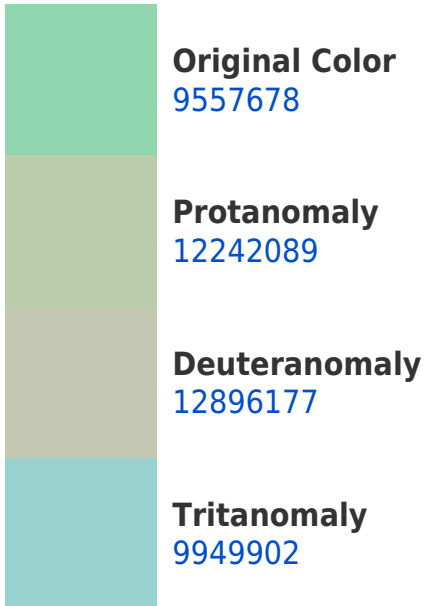 Original Color
9557678
Protanomaly
12242089
Deuteranomaly
12896177
Tritanomaly
9949902